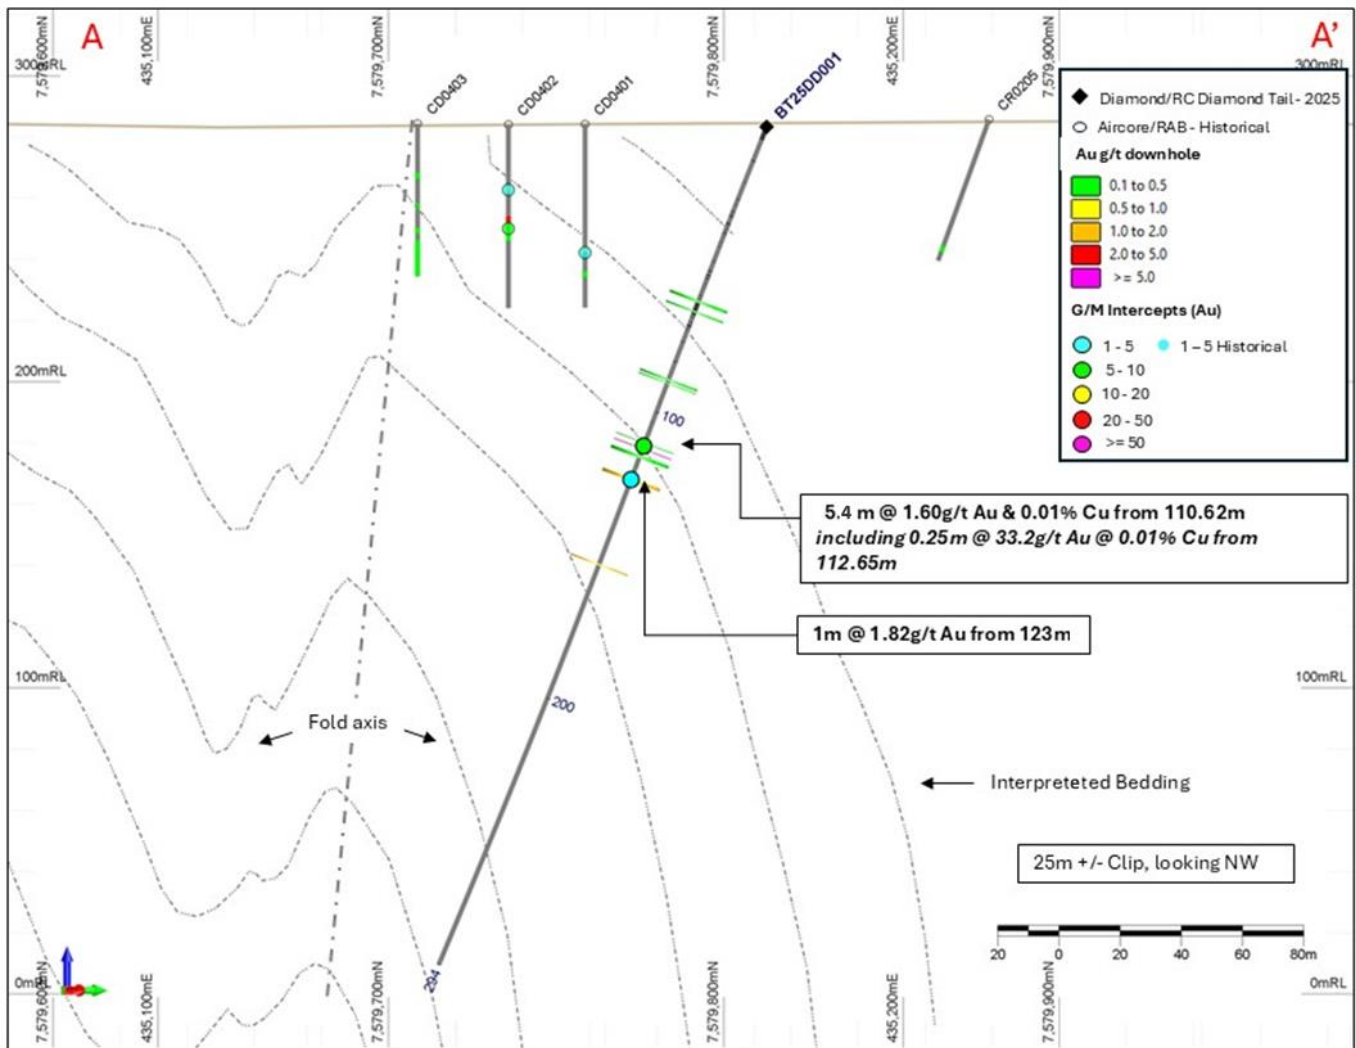 A
A'
7,579,600mN
435,100mE
7,579,700mN
7,579,800mN
435,200mE
7,579,900mN
300mRL
300mRL
CD0403
CD0402
CD0401
BT25DD001
CR0205
Diamond/RC Diamond Tail - 2025
Aircore/RAB - Historical
Au g/t downhole
0.1 to 0.5
0.5 to 1.0
1.0 to 2.0
2.0 to 5.0
>= 5.0
G/M Intercepts (Au)
1 - 5
1 – 5 Historical
5 - 10
10 - 20
20 - 50
>= 50
200mRL
100
5.4 m @ 1.60g/t Au & 0.01% Cu from 110.62m
including 0.25m @ 33.2g/t Au @ 0.01% Cu from
112.65m
1m @ 1.82g/t Au from 123m
100mRL
100mRL
200
Fold axis
Interpreteted Bedding
25m +/- Clip, looking NW
20
0
20
40
60
80m
294
0mRL
0mRL
7,579,600mN
435,100mE
7,579,700mN
7,579,800mN
435,200mE
7,579,900mN